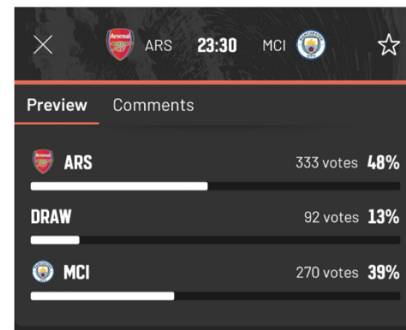 ARS 23:30 MCI
Preview Comments
ARS 333 votes 48%
DRAW 92 votes 13%
MCI 270 votes 39%